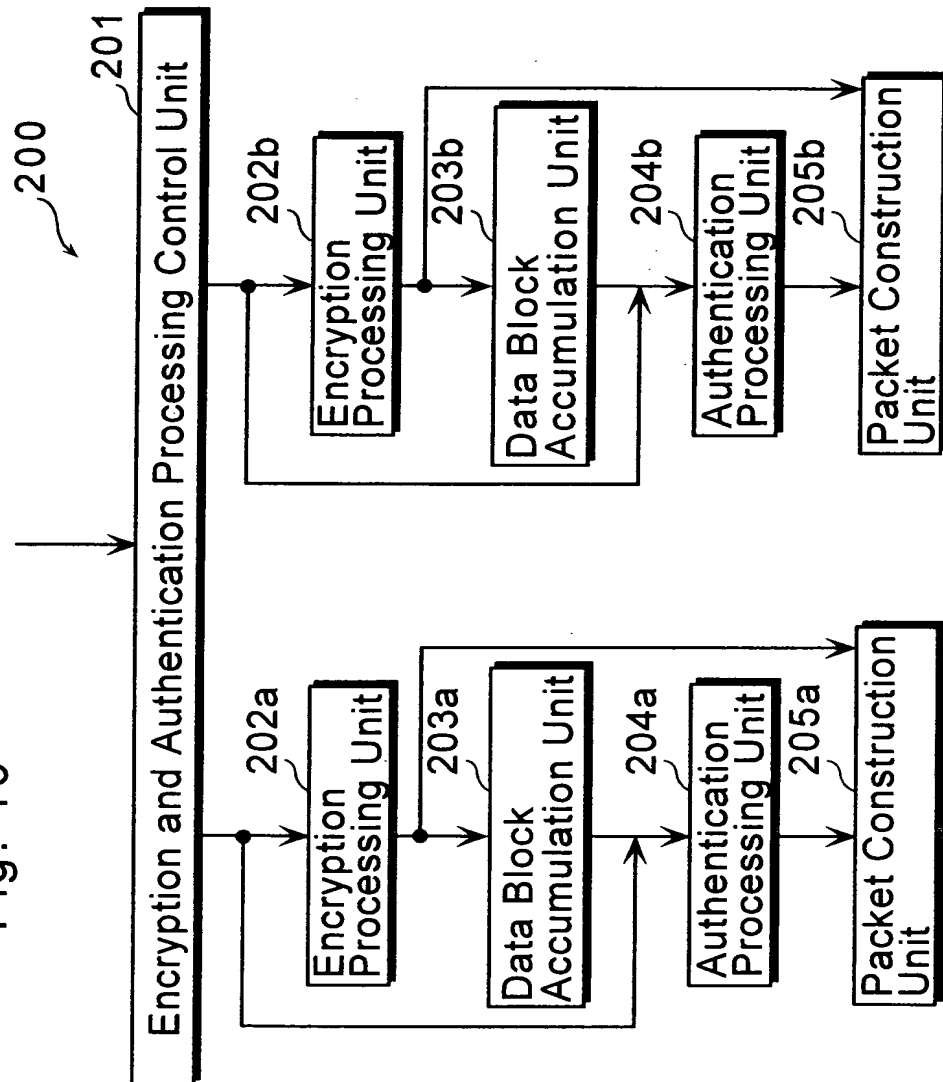 200
201
Encryption and Authentication Processing Control Unit
202a
Encryption
Processing Unit
203a
Data Block
Accumulation Unit
204a
Authentication
Processing Unit
205a
Packet Construction
Unit
202b
Encryption
Processing Unit
203b
Data Block
Accumulation Unit
204b
Authentication
Processing Unit
205b
Packet Construction
Unit